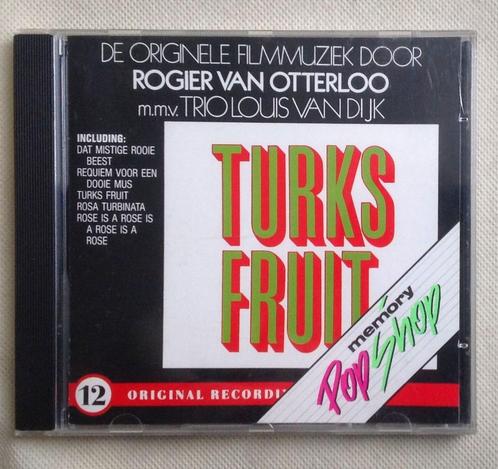 DE ORIGINELE FILMMUZIEK DOOR
ROGIER VAN OTTERLOO
m.m.v. TRIO LOUIS VAN DIJK
INCLUDING:
DAT MISTIGE ROOIE
BEEST
REQUIEM VOOR EEN
DOOIE MUS
TURKS FRUIT
ROSA TURBINATA
ROSE IS A ROSE IS
A ROSE IS A
ROSE
TURKS
FRUIT
memory
Pop Shop
12 ORIGINAL RECORDI